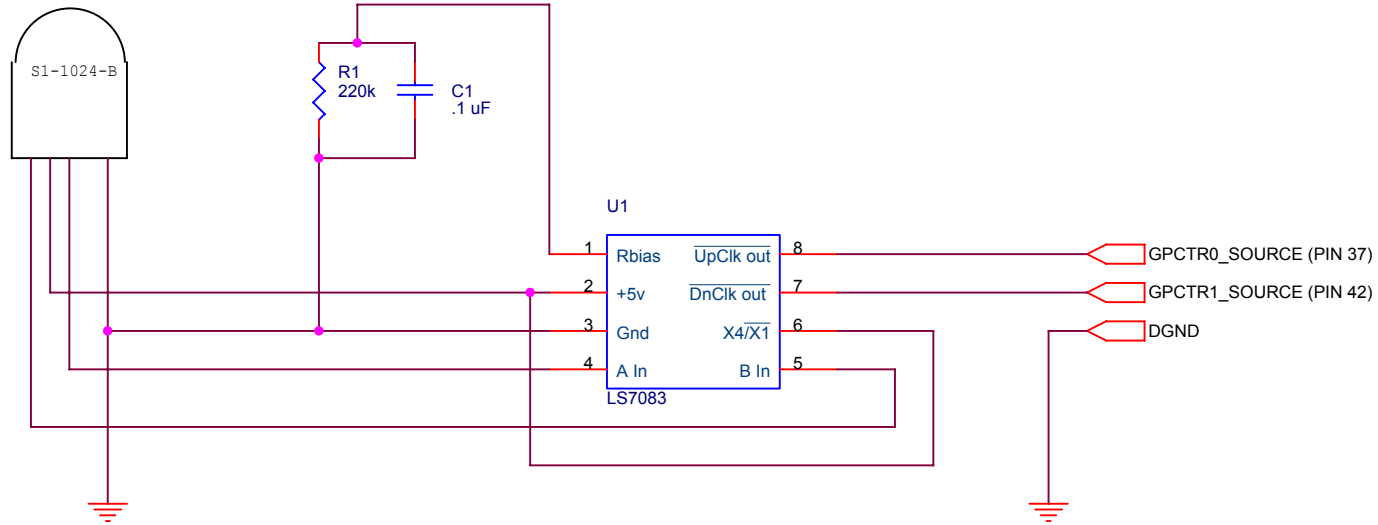 S1-1024-B
R1
220k
C1
.1 uF
U1
1 Rbias UpClk out 8
2 +5v DnClk out 7
3 Gnd X4/X1 6
4 A In B In 5
LS7083
GPCTR0_SOURCE (PIN 37)
GPCTR1_SOURCE (PIN 42)
DGND